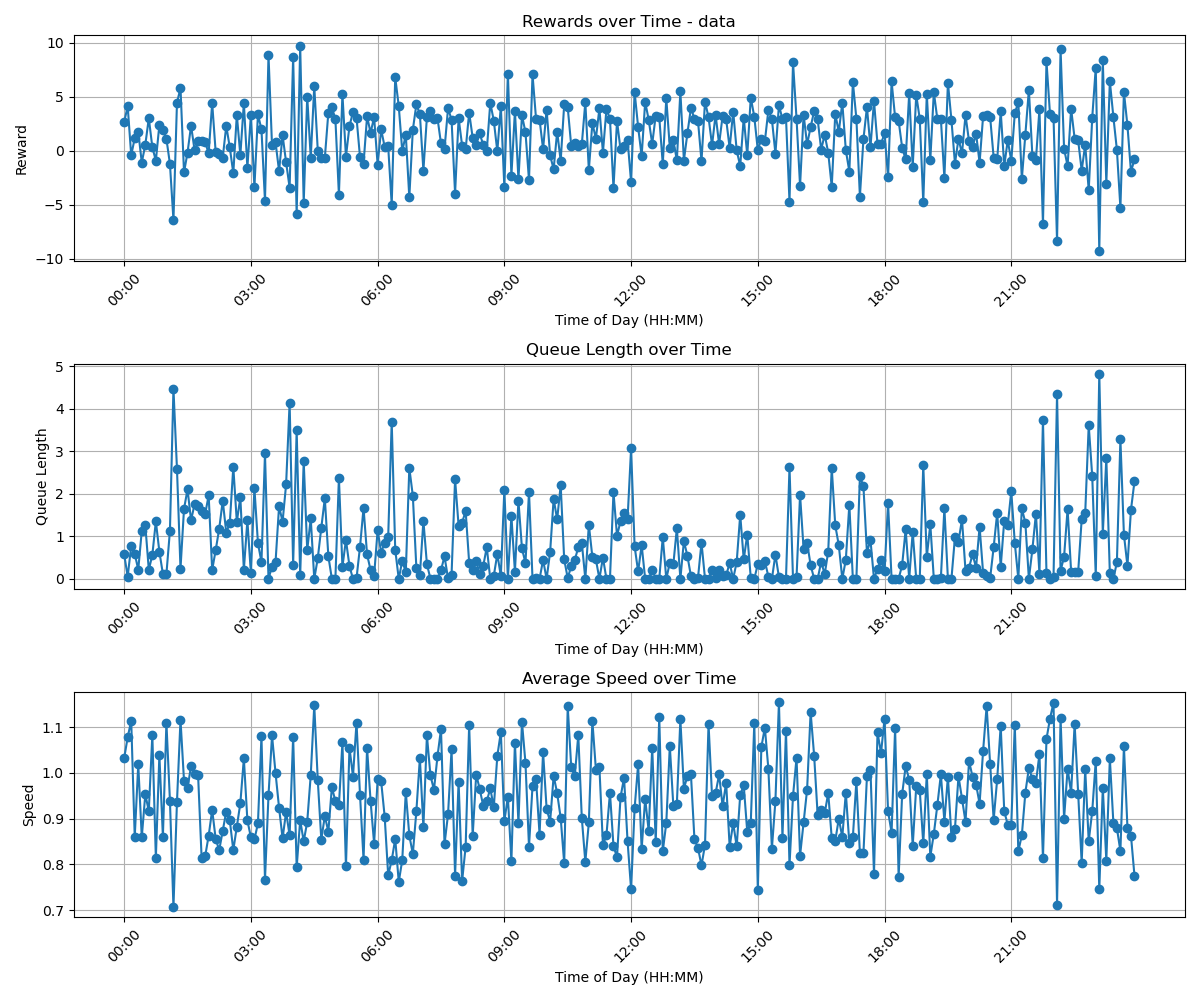 Rewards over Time - data
10
5
0
−5
−10
Reward
00:00 03:00 06:00 09:00 12:00 15:00 18:00 21:00
Time of Day (HH:MM)
Queue Length over Time
5
4
3
2
1
0
Queue Length
00:00 03:00 06:00 09:00 12:00 15:00 18:00 21:00
Time of Day (HH:MM)
Average Speed over Time
1.1
1.0
0.9
0.8
0.7
Speed
00:00 03:00 06:00 09:00 12:00 15:00 18:00 21:00
Time of Day (HH:MM)